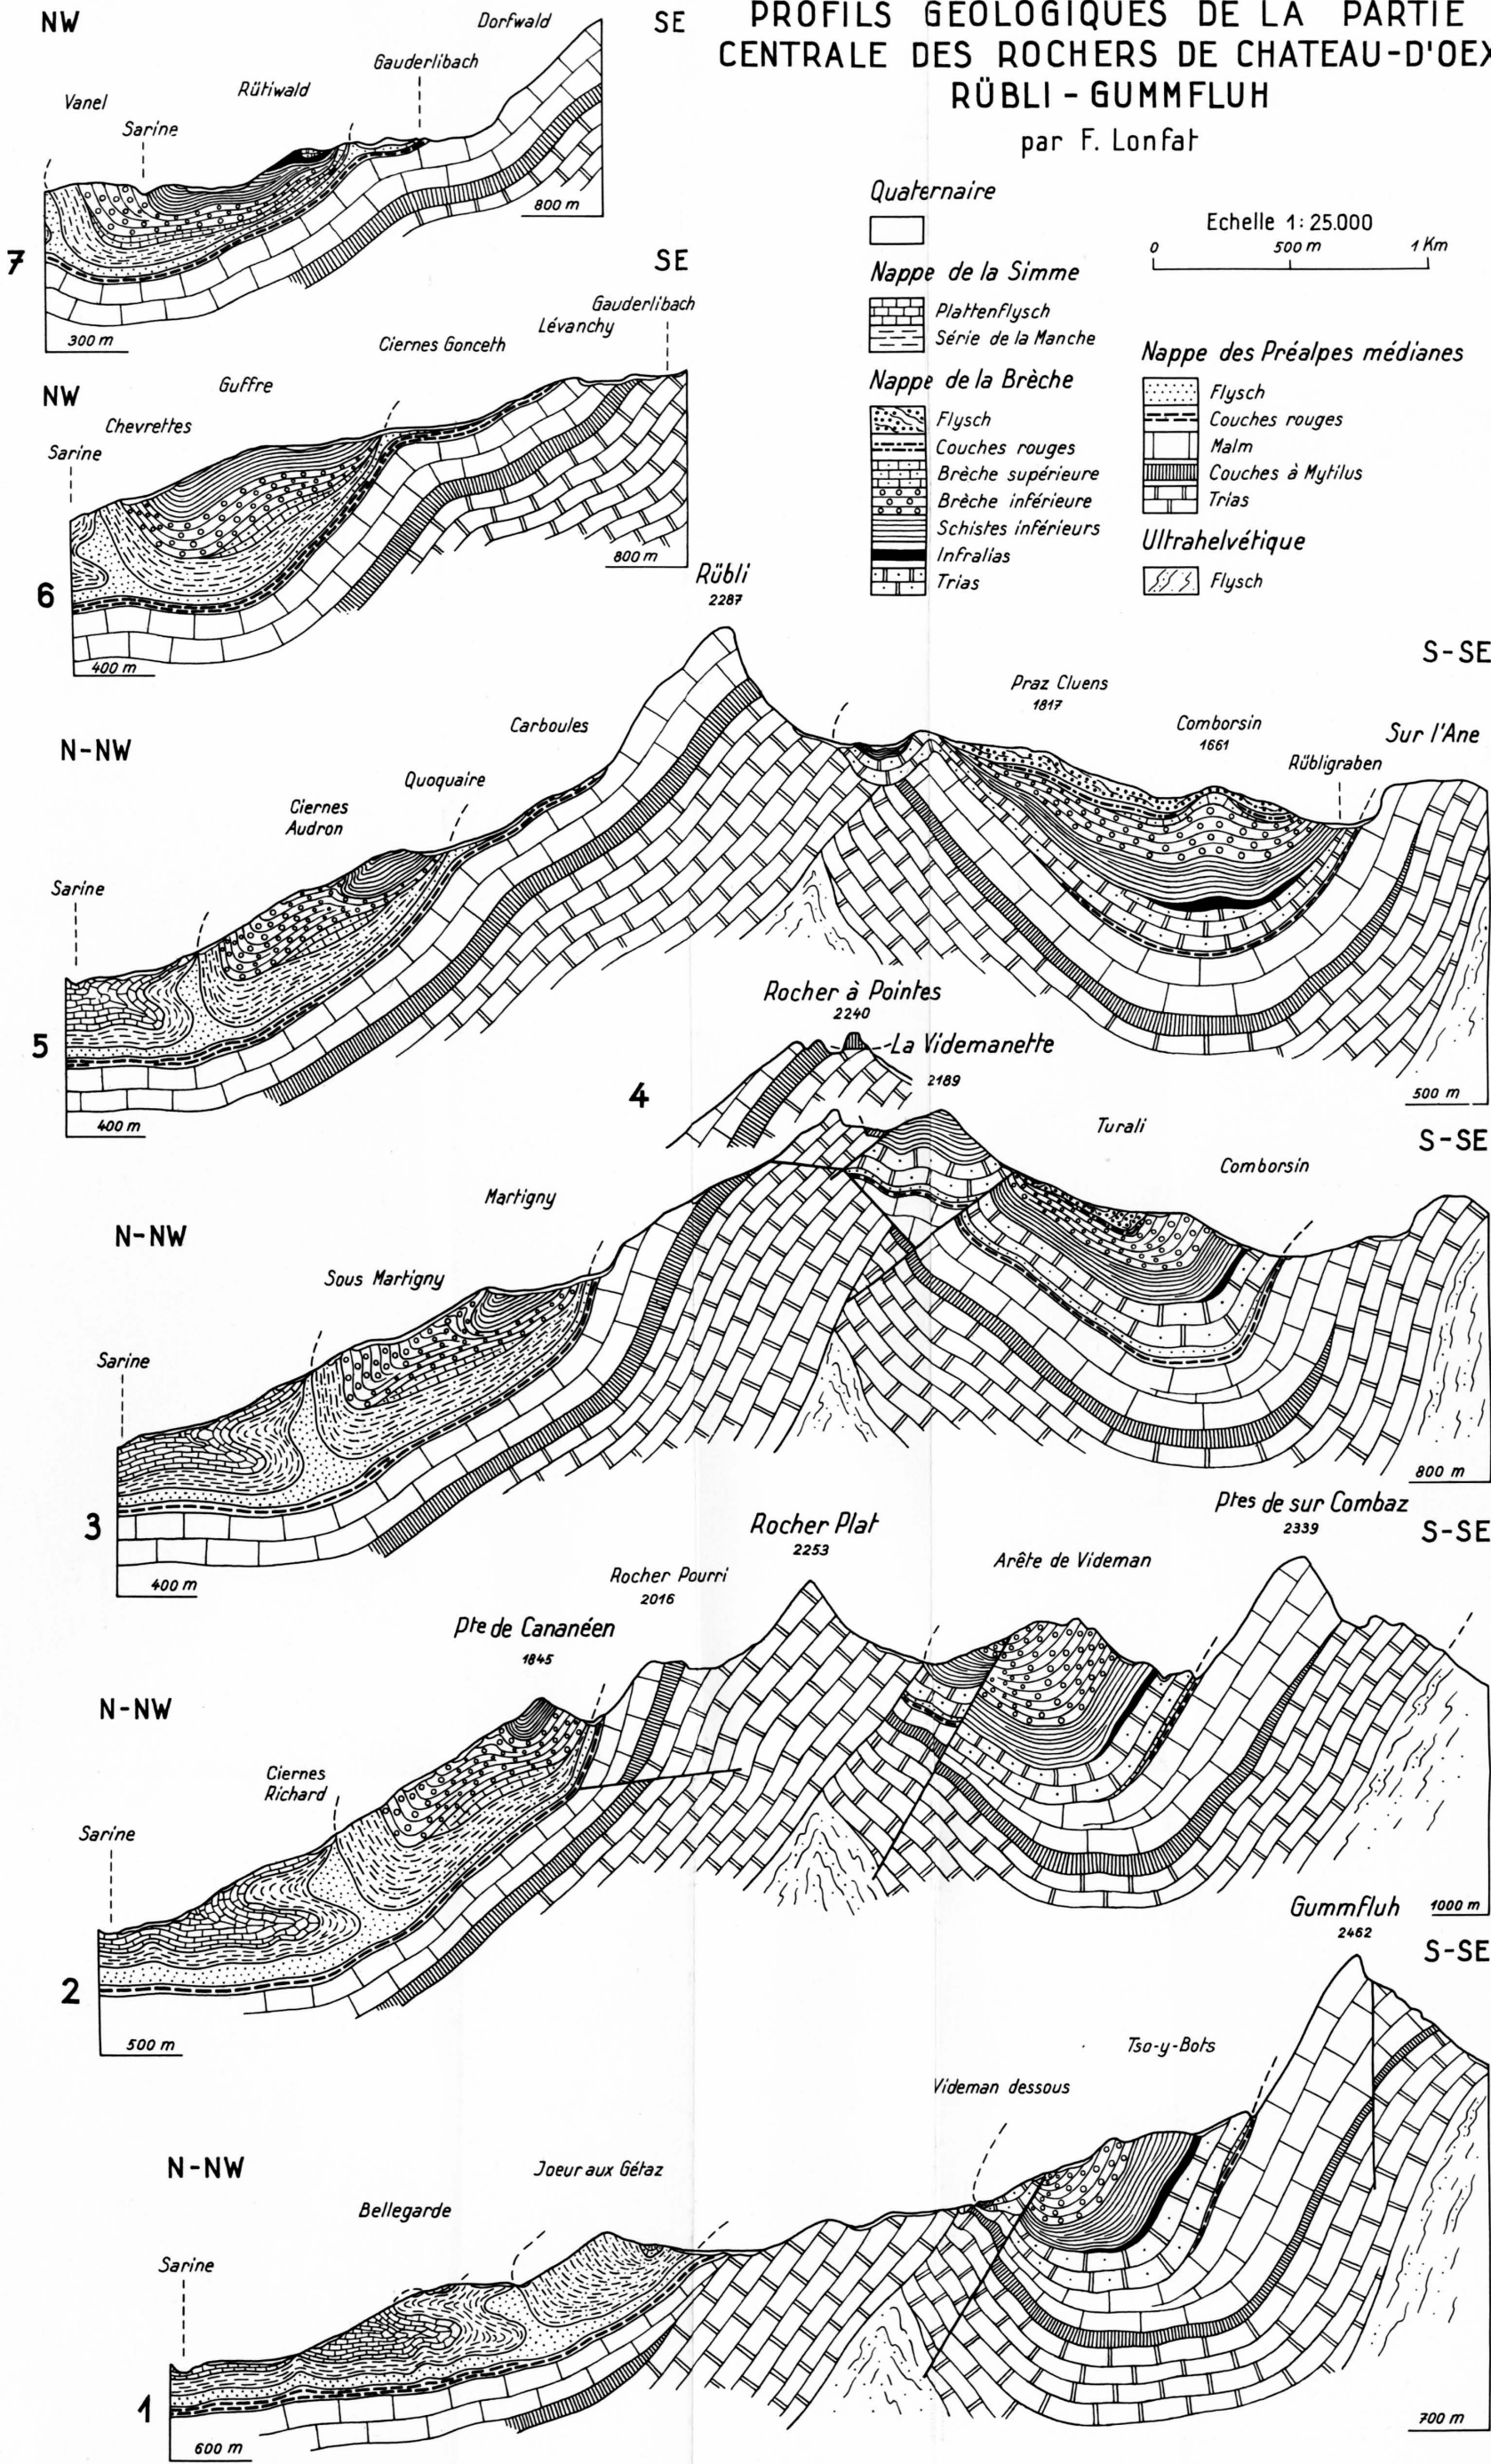 PROFILS GÉOLOGIQUES DE LA PARTIE
CENTRALE DES ROCHERS DE CHATEAU-D'OEX
RÜBLI - GUMMFLUH
par F. Lonfat
Quaternaire
Echelle 1:25.000
0 500 m 1 Km
Nappe de la Simme
Plattenflysch
Série de la Manche
Nappe de la Brèche
Flysch
Couches rouges
Brèche supérieure
Brèche inférieure
Schistes inférieurs
Infralias
Trias
Nappe des Préalpes médianes
Flysch
Couches rouges
Malm
Couches à Mytilus
Trias
Ultrahelvétique
Flysch
NW
SE
Dorfwald
Gauderlibach
Rütiwald
Vanel
Sarine
800 m
7
300 m
SE
Gauderlibach
Lévanchy
Ciernes Gonceth
Guffre
NW
Chevrettes
Sarine
800 m
6
400 m
Rübli
2287
S-SE
Praz Cluens
1817
Comborsin
1661
Sur l'Ane
Rübligraben
Carboules
N-NW
Quoquaire
Ciernes
Audron
Sarine
5
400 m
500 m
Rocher à Pointes
2240
La Videmanette
2189
4
S-SE
Turali
Comborsin
Martigny
N-NW
Sous Martigny
Sarine
800 m
3
400 m
Rocher Plat
2253
Ptes de sur Combaz
2339
S-SE
Arête de Videman
Rocher Pourri
2016
Pte de Cananéen
1845
N-NW
Ciernes
Richard
Sarine
1000 m
2
500 m
Gummfluh
2462
S-SE
Tso-y-Bots
Videman dessous
N-NW
Joeur aux Gétaz
Bellegarde
Sarine
1
600 m
700 m